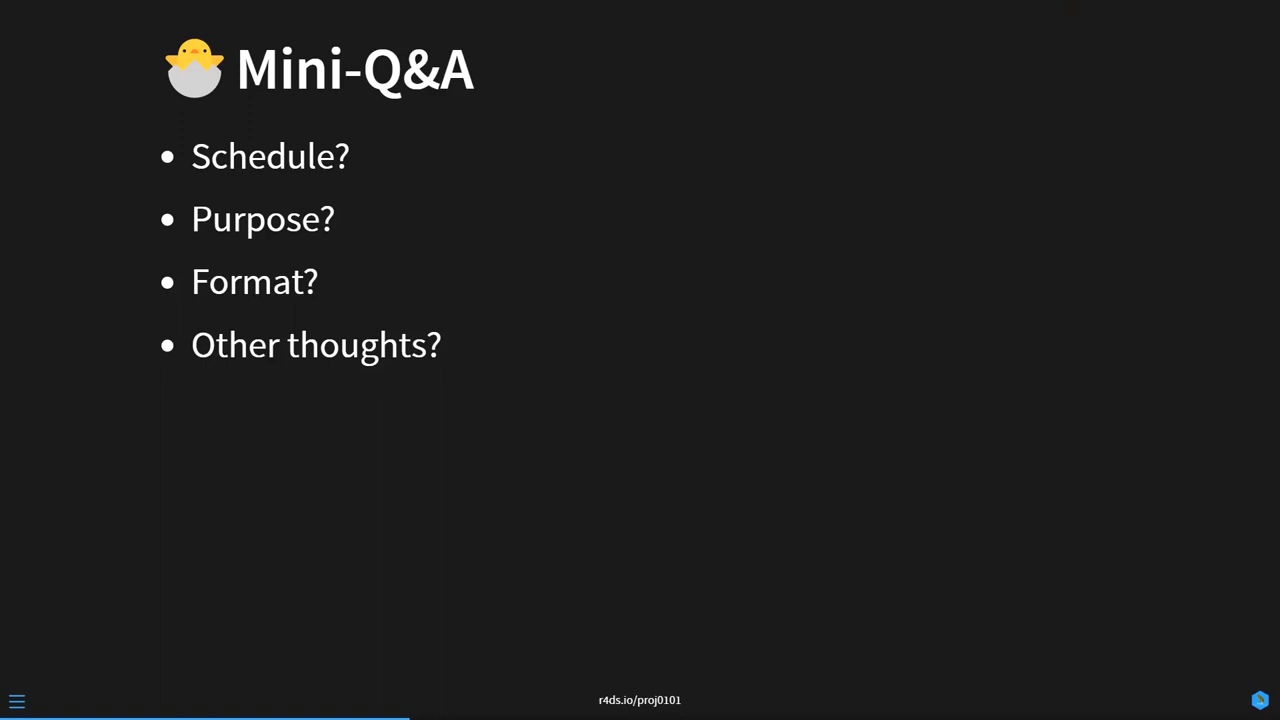 Mini-Q&A
Schedule?
Purpose?
Format?
Other thoughts?
r4ds.io/proj0101